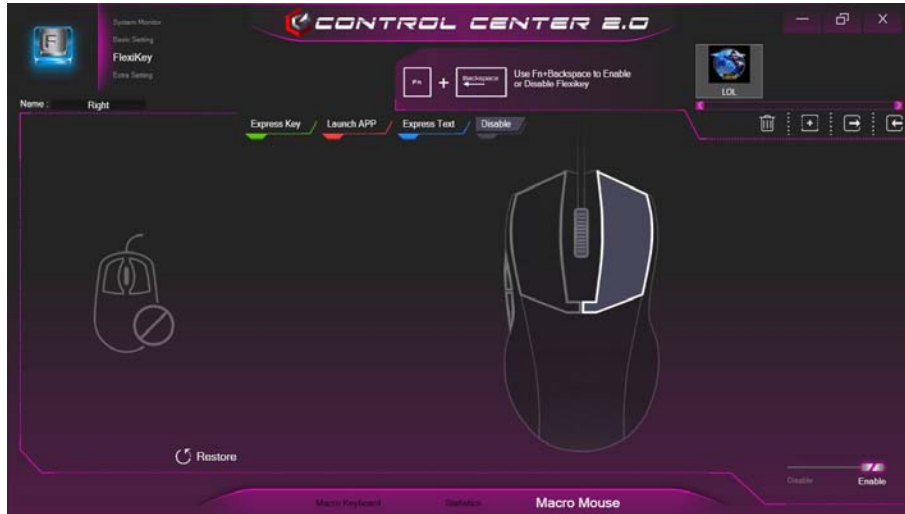 System Monitor
Basic Setting
FlexiKey
Extra Setting
CONTROL CENTER 2.0
F
Fn
+
Backspace
Use Fn+Backspace to Enable
or Disable Flexikey
LOL
Name :
Right
Express Key
Launch APP
Express Text
Disable
Restore
Disable
Enable
Macro Keyboard
Statistics
Macro Mouse